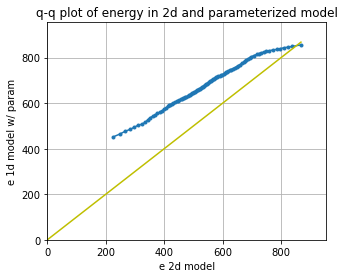 q-q plot of energy in 2d and parameterized model
e 1d model w/ param
800
600
400
200
0
0 200 400 600 800
e 2d model